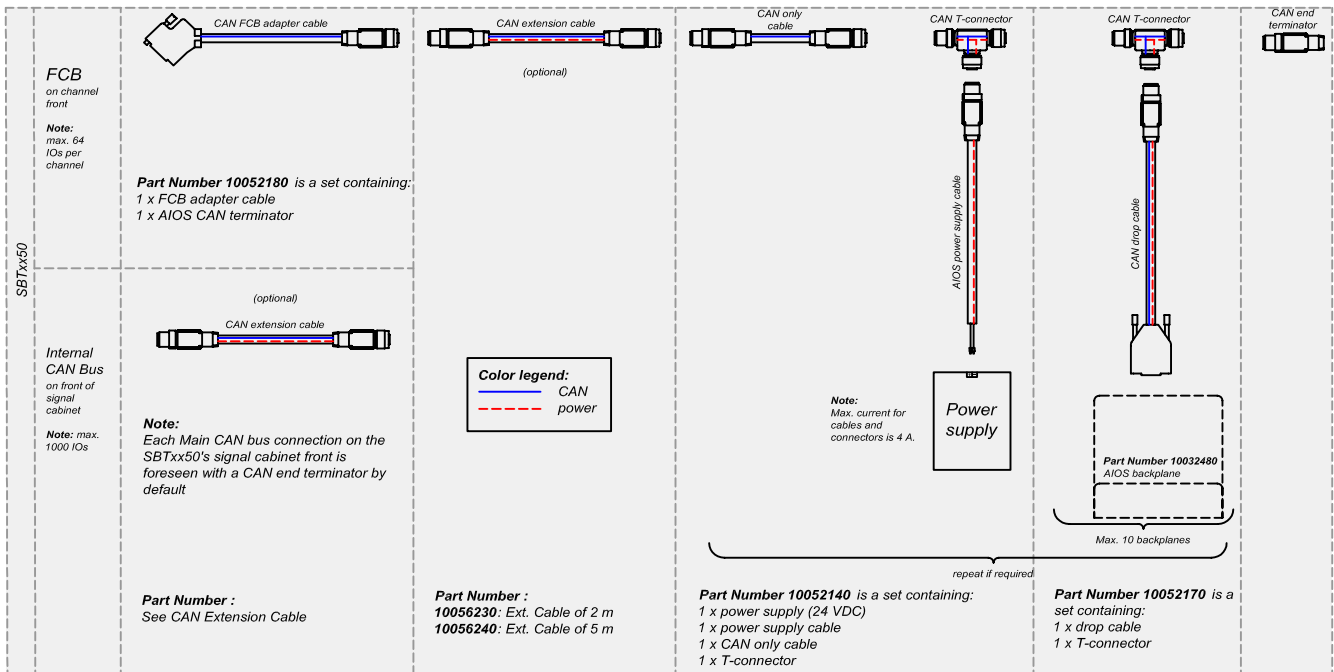 SBTxx50
FCB
on channel
front
Note:
max. 64
IOs per
channel
CAN FCB adapter cable
Part Number 10052180 is a set containing:
1 x FCB adapter cable
1 x AIOS CAN terminator
Internal
CAN Bus
on front of
signal
cabinet
Note: max.
1000 IOs
(optional)
CAN extension cable
Note:
Each Main CAN bus connection on the
SBTxx50's signal cabinet front is
foreseen with a CAN end terminator by
default
Part Number :
See CAN Extension Cable
CAN extension cable
(optional)
Color legend:
CAN
power
Part Number :
10056230: Ext. Cable of 2 m
10056240: Ext. Cable of 5 m
CAN only
cable
CAN T-connector
AIOS power supply cable
Note:
Max. current for
cables and
connectors is 4 A.
Power
supply
CAN T-connector
CAN drop cable
Part Number 10032480
AIOS backplane
Max. 10 backplanes
repeat if required
Part Number 10052140 is a set containing:
1 x power supply (24 VDC)
1 x power supply cable
1 x CAN only cable
1 x T-connector
Part Number 10052170 is a
set containing:
1 x drop cable
1 x T-connector
CAN end
terminator